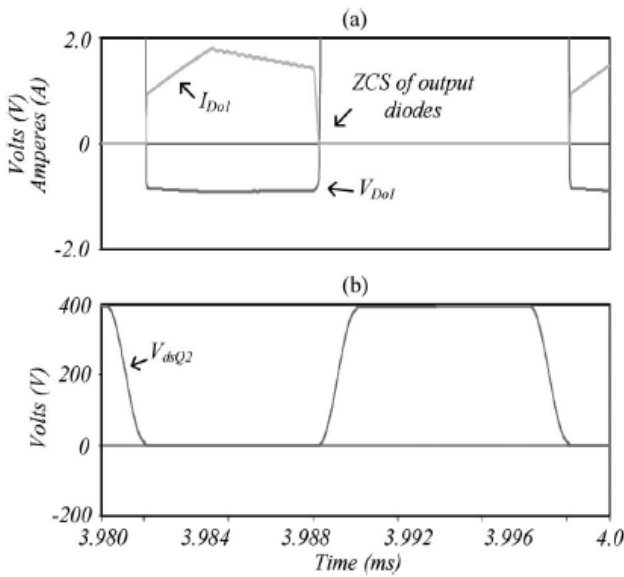 (a)
2.0
0
-2.0
Volts (V)
Amperes (A)
I_Do1
ZCS of output
diodes
V_Do1
(b)
400
200
0
-200
Volts (V)
V_dsQ2
3.980 3.984 3.988 3.992 3.996 4.0
Time (ms)